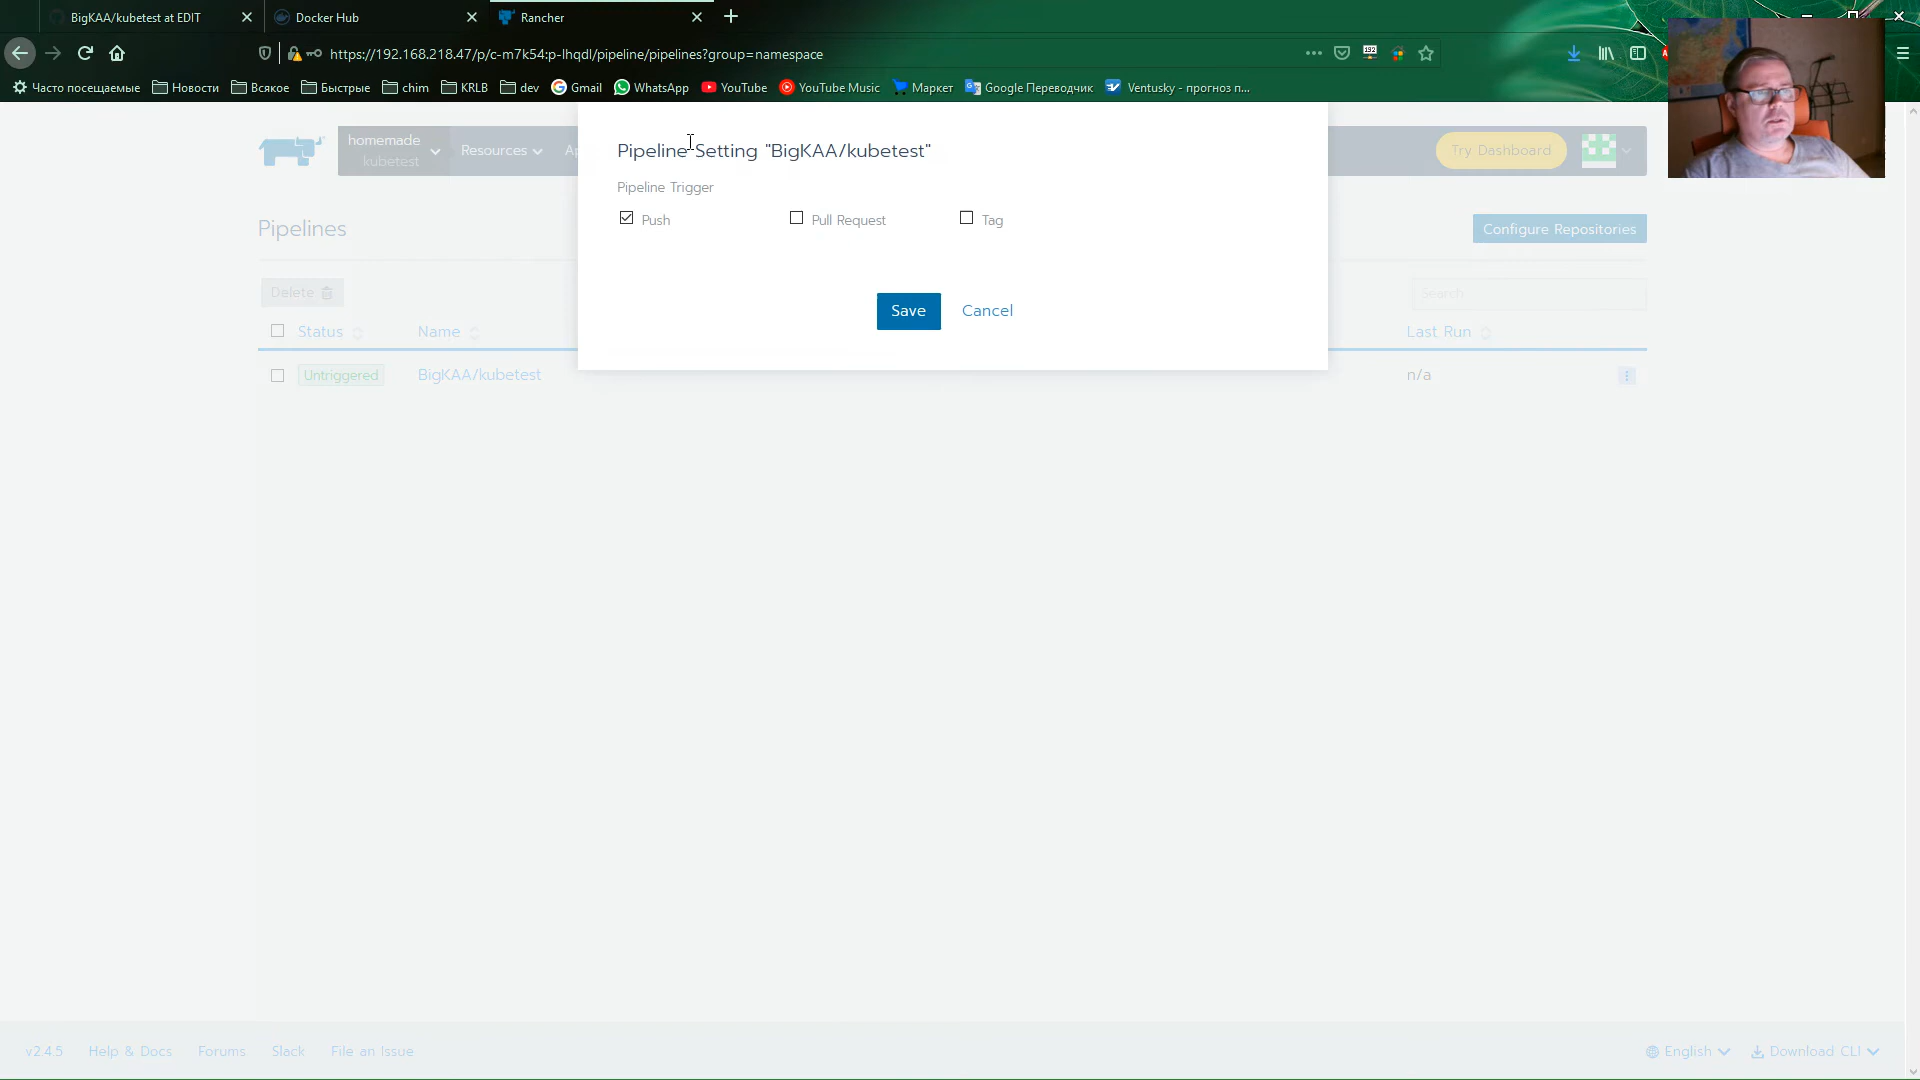 BigKAA/kubetest at EDIT
Docker Hub
Rancher
https://192.168.218.47/p/c-m7k54:p-lhqdl/pipeline/pipelines?group=namespace
192
Часто посещаемые
Новости
Всякое
Быстрые
chim
KRLB
dev
Gmail
WhatsApp
YouTube
YouTube Music
Маркет
Google Переводчик
Ventusky - прогноз п...
homemade
kubetest
Resources
Ap
Try Dashboard
Pipeline Setting "BigKAA/kubetest"
Pipeline Trigger
Push
Pull Request
Tag
Save
Cancel
Pipelines
Configure Repositories
Delete
Search
Status
Name
Last Run
Untriggered
BigKAA/kubetest
n/a
v2.4.5
Help & Docs
Forums
Slack
File an Issue
English
Download CLI